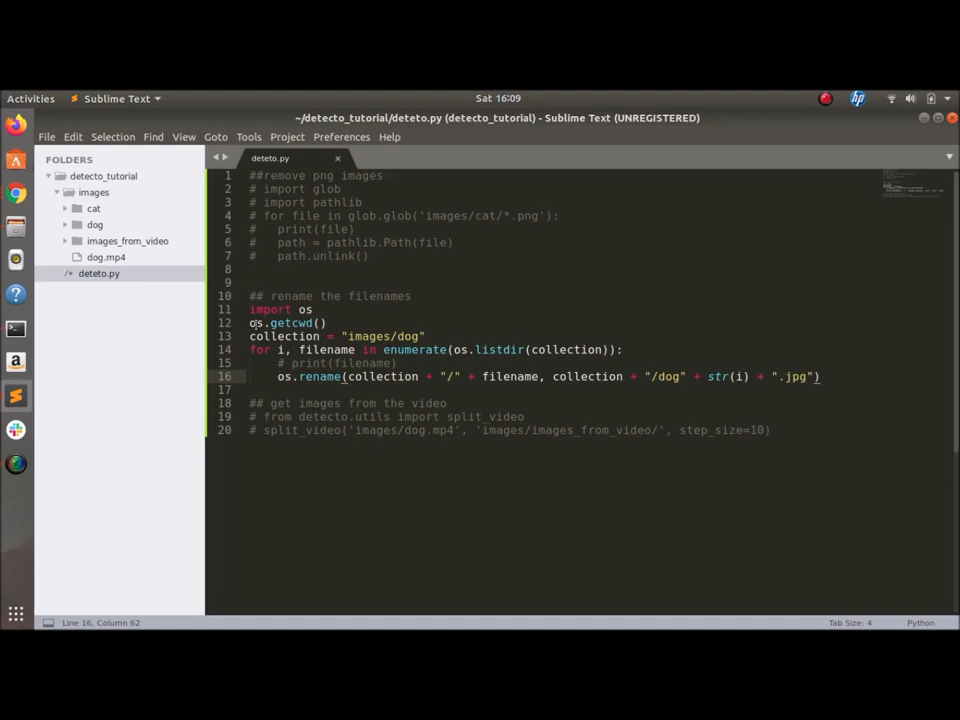 Activities Sublime Text Sat 16:09
~/detecto_tutorial/deteto.py (detecto_tutorial) - Sublime Text (UNREGISTERED)
File Edit Selection Find View Goto Tools Project Preferences Help
FOLDERS
detecto_tutorial
images
cat
dog
images_from_video
dog.mp4
deteto.py
deteto.py
1 ##remove png images
2 # import glob
3 # import pathlib
4 # for file in glob.glob('images/cat/*.png'):
5 #   print(file)
6 #   path = pathlib.Path(file)
7 #   path.unlink()
8
9
10 ## rename the filenames
11 import os
12 os.getcwd()
13 collection = "images/dog"
14 for i, filename in enumerate(os.listdir(collection)):
15     # print(filename)
16     os.rename(collection + "/" + filename, collection + "/dog" + str(i) + ".jpg")
17
18 ## get images from the video
19 # from detecto.utils import split_video
20 # split_video('images/dog.mp4', 'images/images_from_video/', step_size=10)
Line 16, Column 62 Tab Size: 4 Python